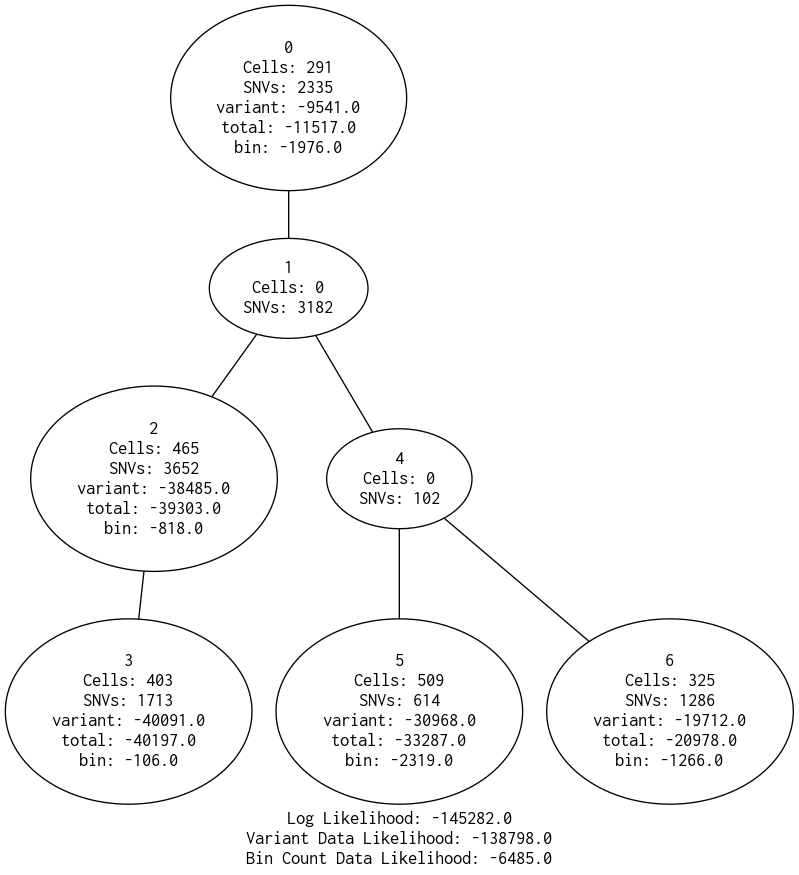 0
Cells: 291
SNVs: 2335
variant: -9541.0
total: -11517.0
bin: -1976.0
1
Cells: 0
SNVs: 3182
2
Cells: 465
SNVs: 3652
variant: -38485.0
total: -39303.0
bin: -818.0
4
Cells: 0
SNVs: 102
3
Cells: 403
SNVs: 1713
variant: -40091.0
total: -40197.0
bin: -106.0
5
Cells: 509
SNVs: 614
variant: -30968.0
total: -33287.0
bin: -2319.0
6
Cells: 325
SNVs: 1286
variant: -19712.0
total: -20978.0
bin: -1266.0
Log Likelihood: -145282.0
Variant Data Likelihood: -138798.0
Bin Count Data Likelihood: -6485.0